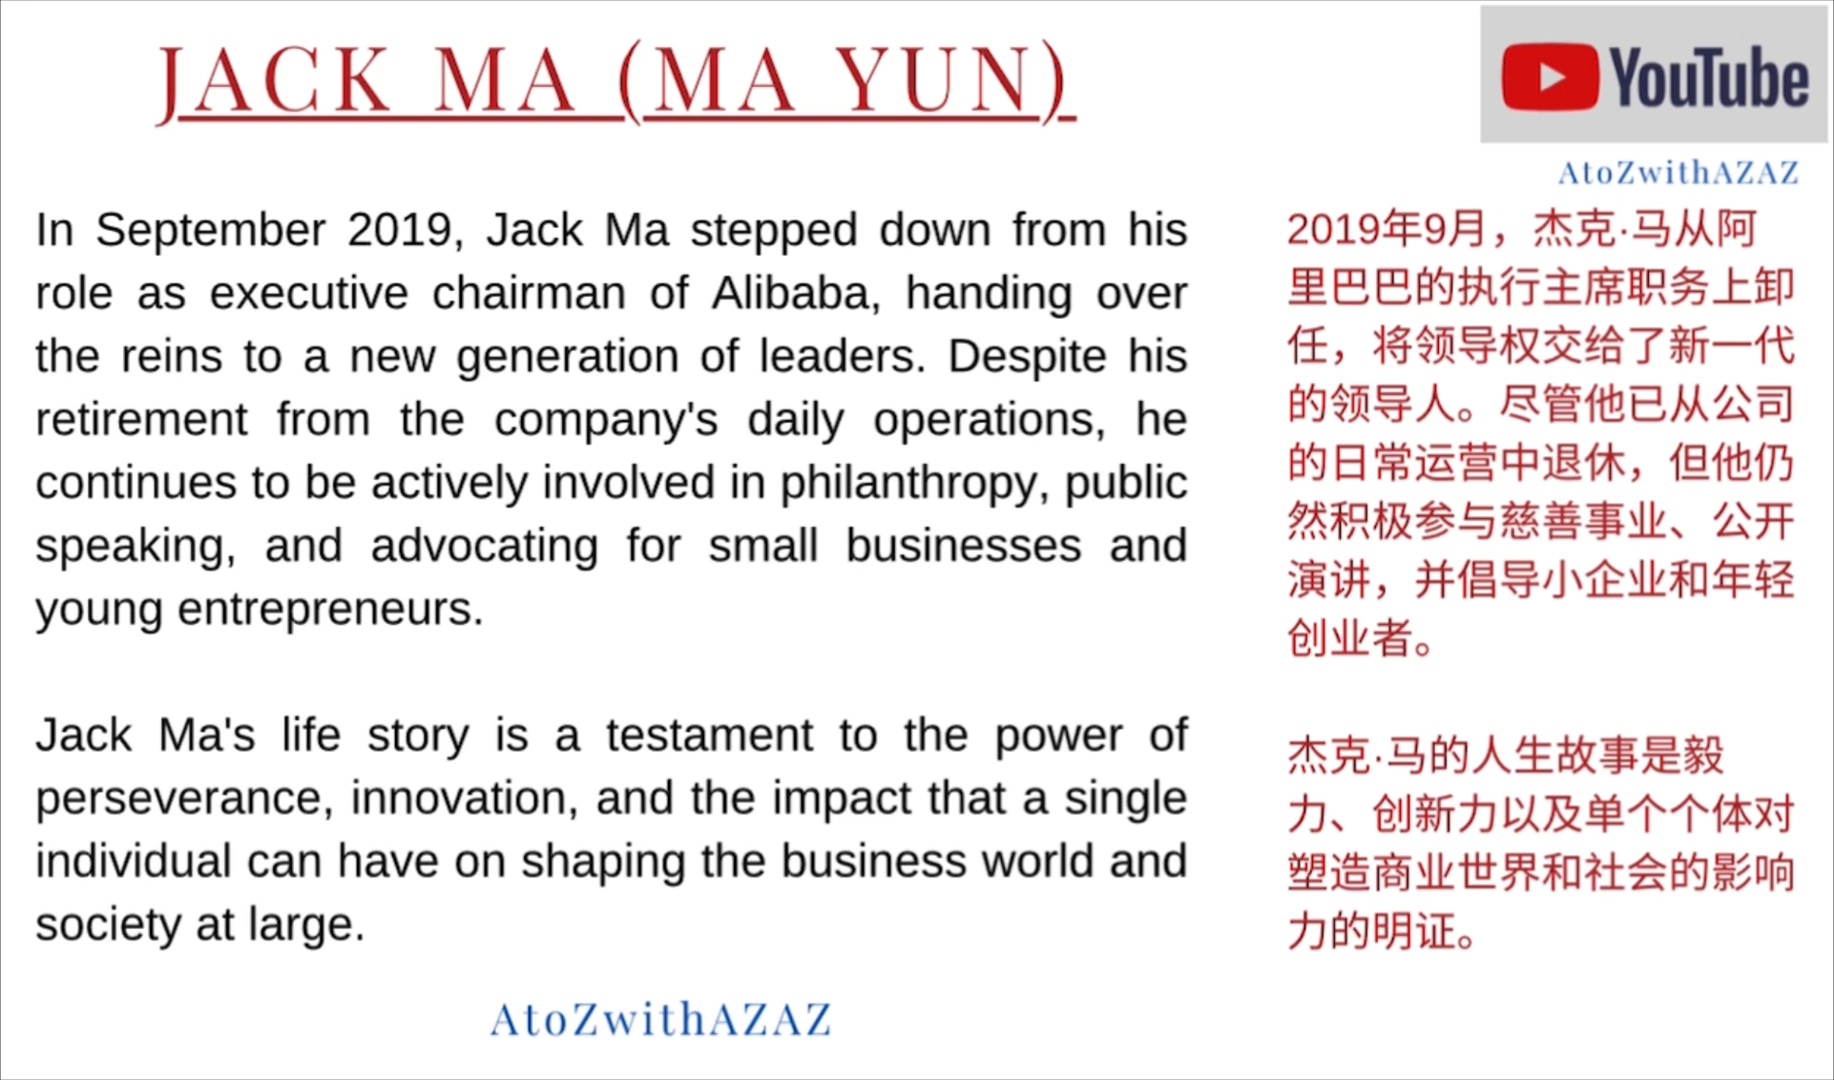 JACK MA (MA YUN)
YouTube
AtoZwithAZAZ
In September 2019, Jack Ma stepped down from his
role as executive chairman of Alibaba, handing over
the reins to a new generation of leaders. Despite his
retirement from the company's daily operations, he
continues to be actively involved in philanthropy, public
speaking, and advocating for small businesses and
young entrepreneurs.
Jack Ma's life story is a testament to the power of
perseverance, innovation, and the impact that a single
individual can have on shaping the business world and
society at large.
2019年9月，杰克·马从阿
里巴巴的执行主席职务上卸
任，将领导权交给了新一代
的领导人。尽管他已从公司
的日常运营中退休，但他仍
然积极参与慈善事业、公开
演讲，并倡导小企业和年轻
创业者。
杰克·马的人生故事是毅
力、创新力以及单个个体对
塑造商业世界和社会的影响
力的明证。
AtoZwithAZAZ